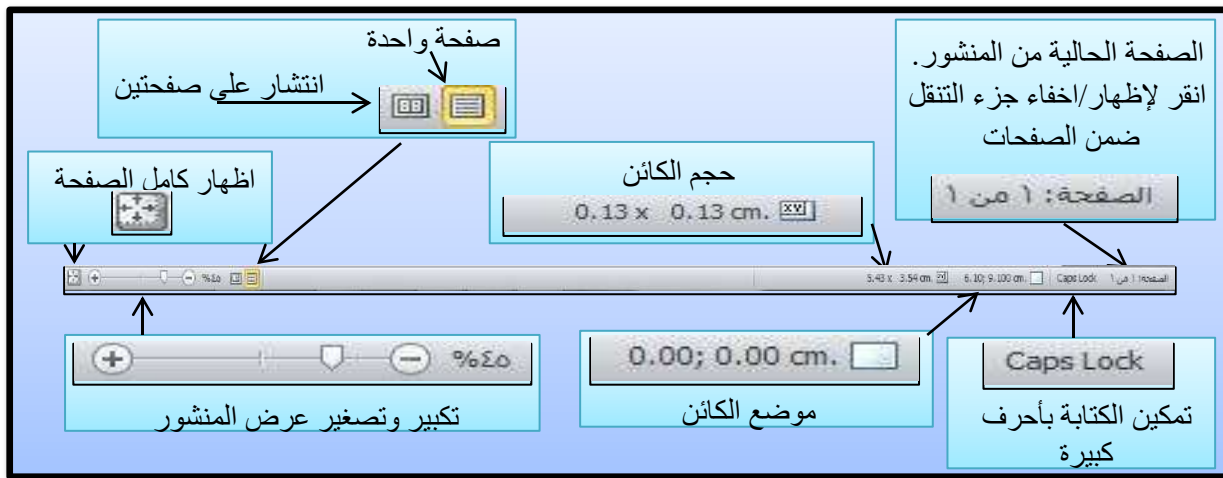 الصفحة الحالية من المنشور.
انقر لإظهار/اخفاء جزء التنقل
ضمن الصفحات
الصفحة: ١ من ١
صفحة واحدة
انتشار على صفحتين
حجم الكائن
0.13 x 0.13 cm.
اظهار كامل الصفحة
الصفحة: ١ من ١
Caps Lock
6.10; 9.100 cm.
5.43 x 3.54 cm.
%٤٥
%٤٥
تكبير وتصغير عرض المنشور
0.00; 0.00 cm.
موضع الكائن
Caps Lock
تمكين الكتابة بأحرف
كبيرة